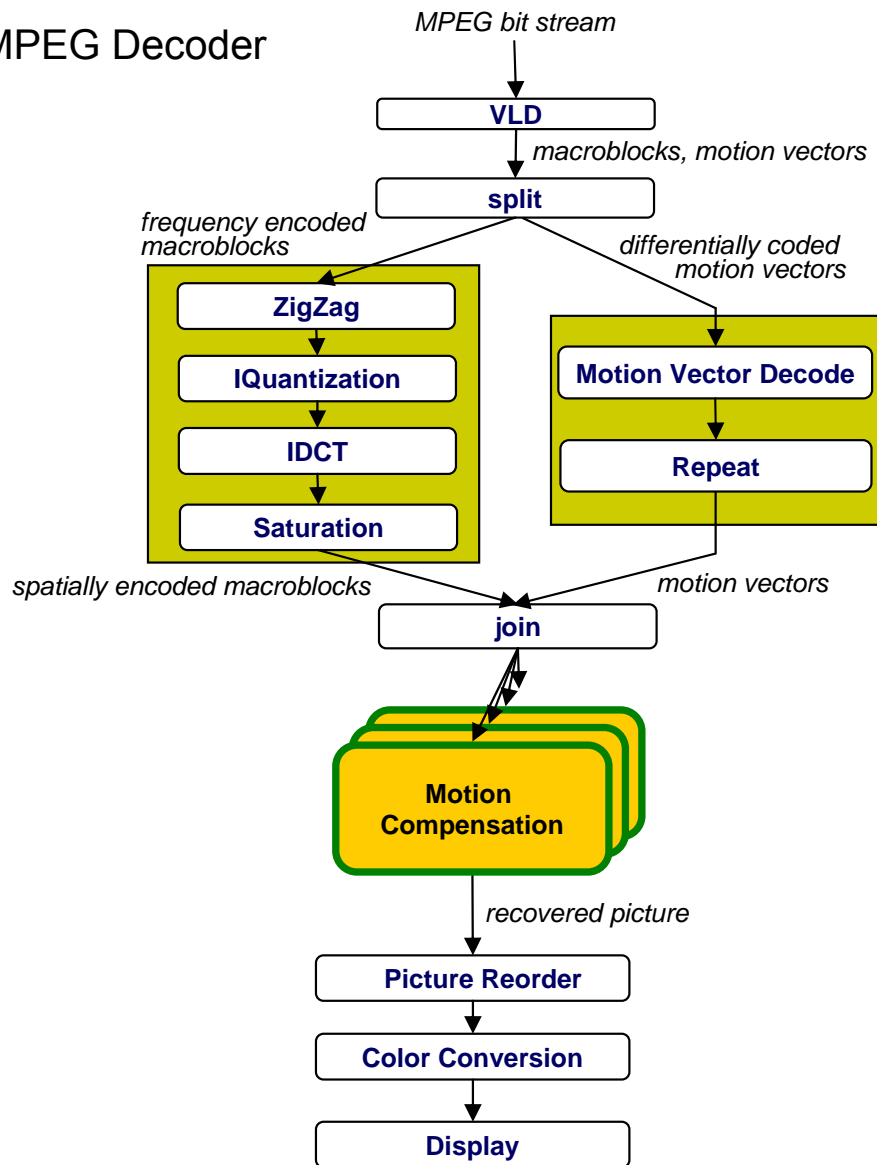 MPEG Decoder
MPEG bit stream
VLD
macroblocks, motion vectors
split
frequency encoded
macroblocks
differentially coded
motion vectors
ZigZag
IQuantization
IDCT
Saturation
Motion Vector Decode
Repeat
spatially encoded macroblocks
motion vectors
join
Motion
Compensation
recovered picture
Picture Reorder
Color Conversion
Display